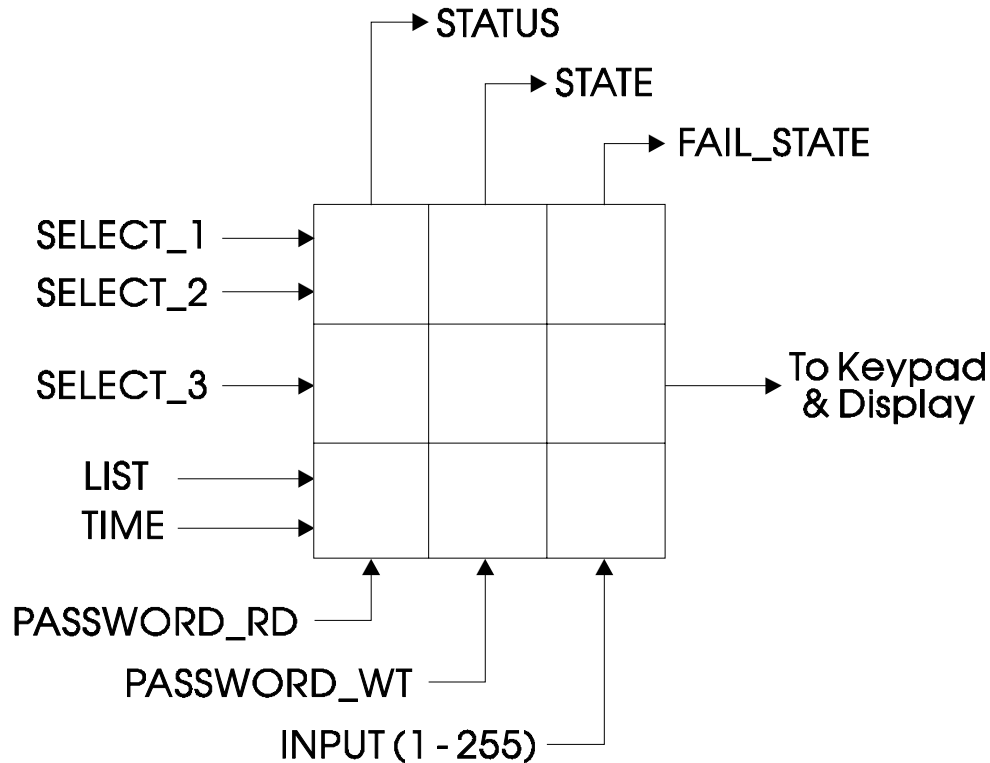 STATUS
STATE
FAIL_STATE
SELECT_1
SELECT_2
SELECT_3
To Keypad
& Display
LIST
TIME
PASSWORD_RD
PASSWORD_WT
INPUT (1 - 255)